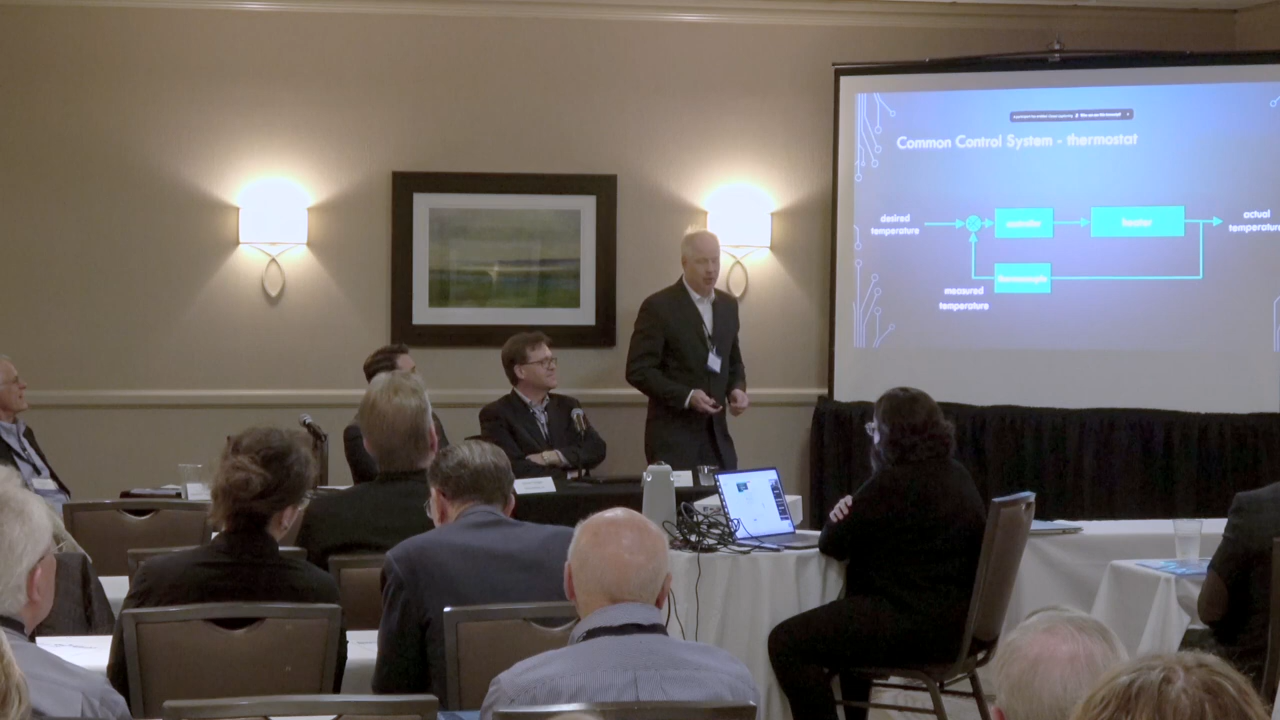 Common Control System - thermostat
desired
temperature
controller
heater
actual
temperature
thermocouple
measured
temperature